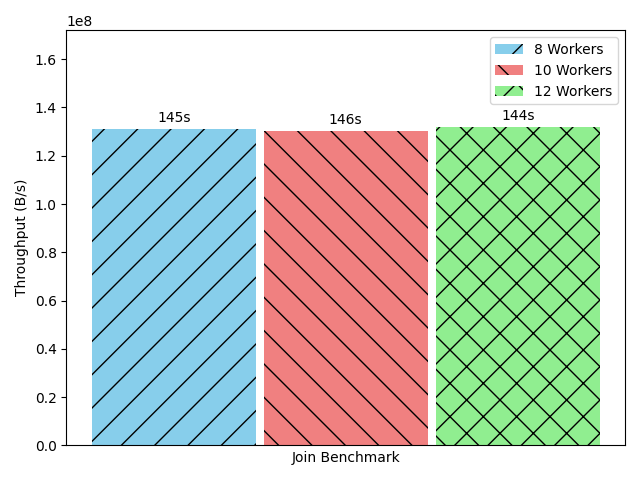 1e8
8 Workers
10 Workers
12 Workers
1.6
1.4
1.2
1.0
0.8
0.6
0.4
0.2
0.0
Throughput (B/s)
145s
146s
144s
Join Benchmark